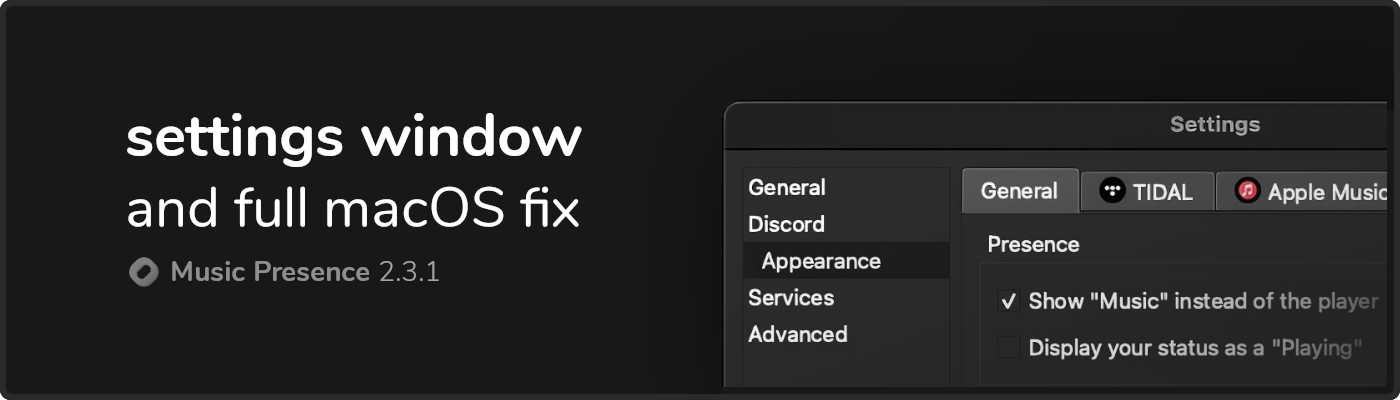 settings window
and full macOS fix
Music Presence 2.3.1
Settings
General
Discord
Appearance
Services
Advanced
General TIDAL Apple Music
Presence
Show "Music" instead of the player
Display your status as a "Playing"